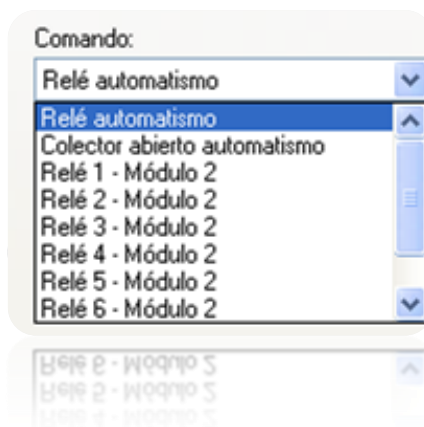 Comando:
Relé automatismo
Relé automatismo
Colector abierto automatismo
Relé 1 - Módulo 2
Relé 2 - Módulo 2
Relé 3 - Módulo 2
Relé 4 - Módulo 2
Relé 5 - Módulo 2
Relé 6 - Módulo 2